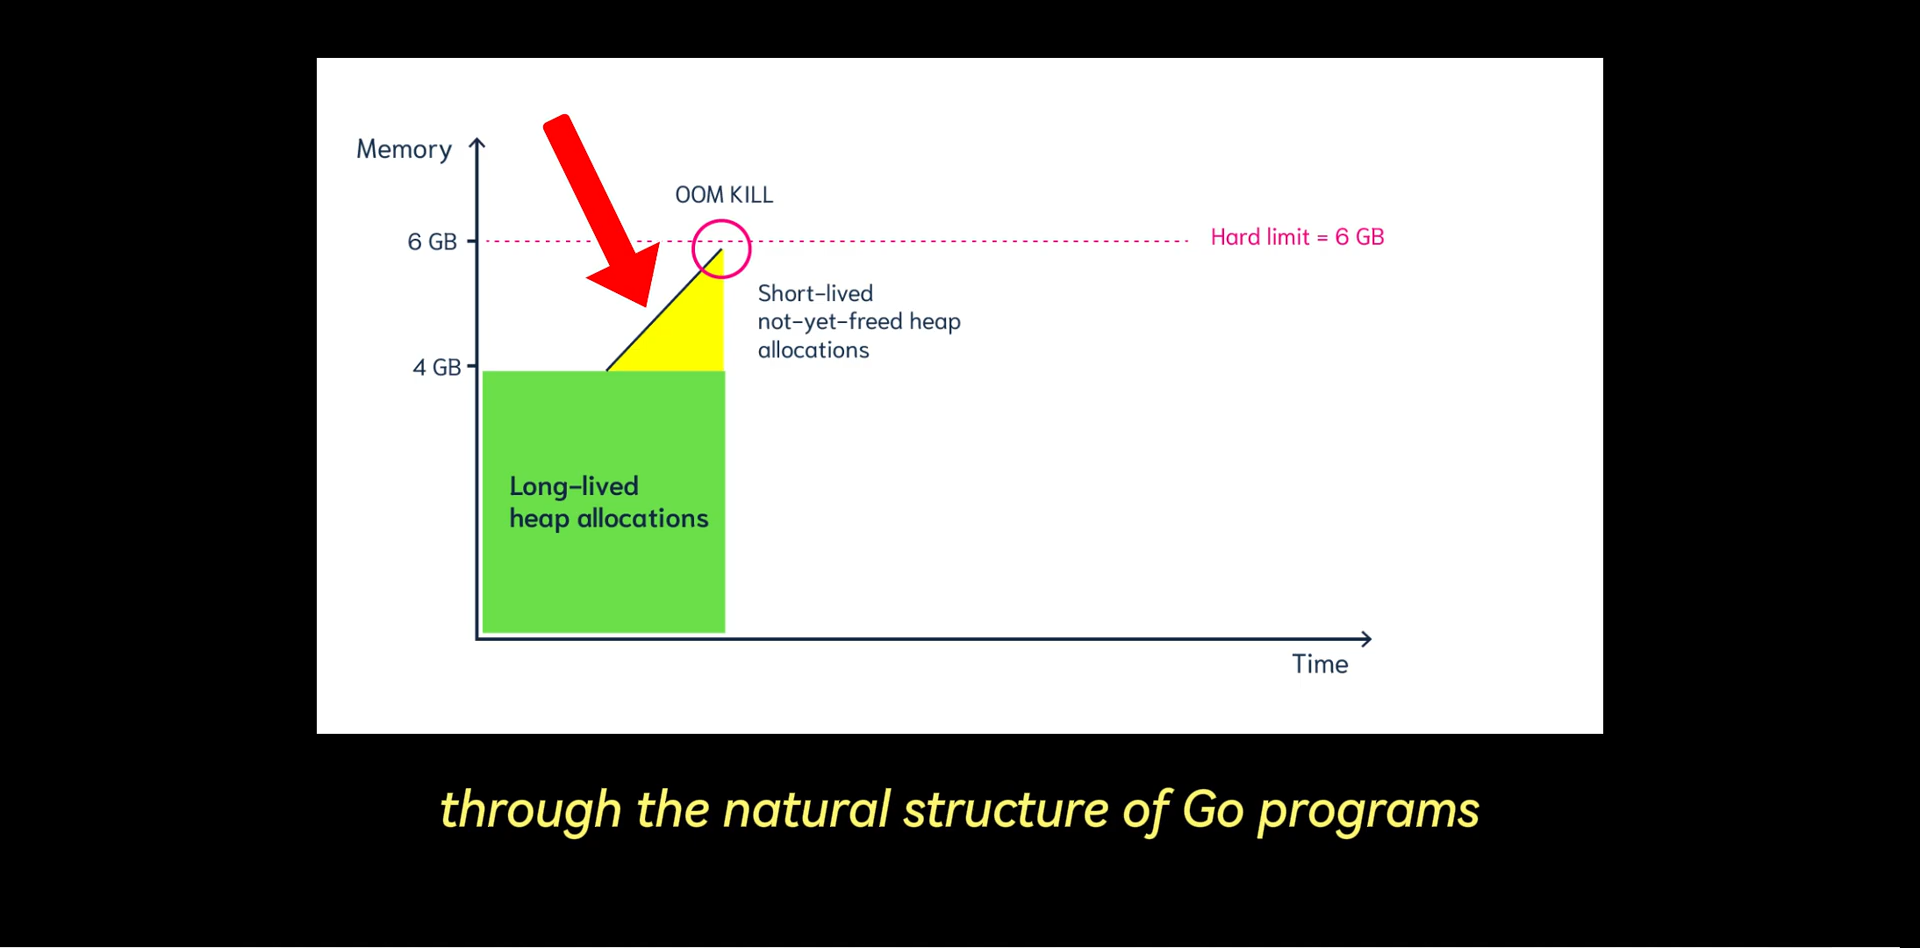 Memory
OOM KILL
6 GB
Hard limit = 6 GB
Short-lived
not-yet-freed heap
allocations
4 GB
Long-lived
heap allocations
Time
through the natural structure of Go programs